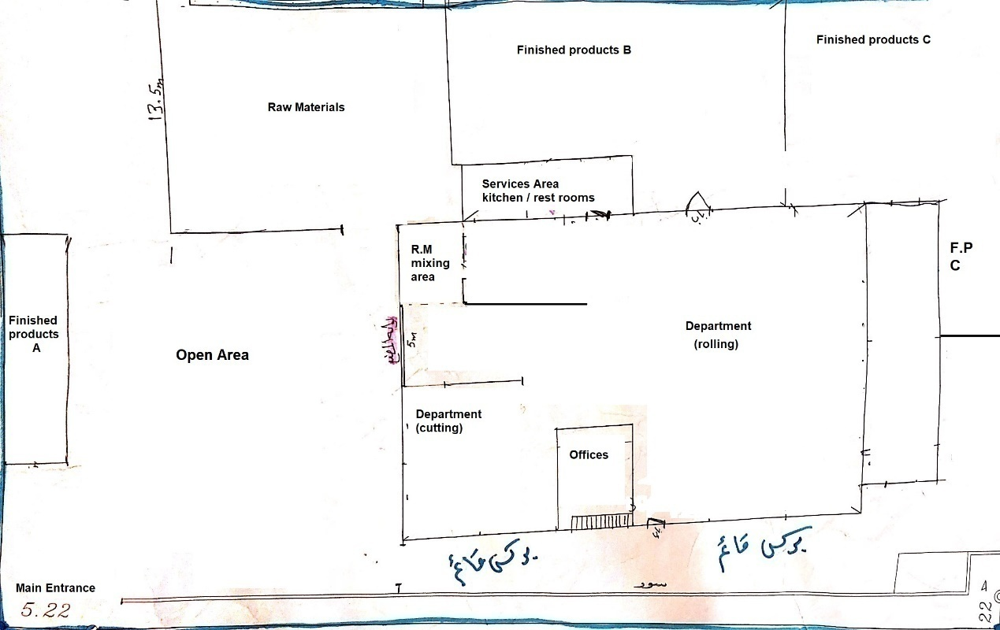 Finished products B
Finished products C
13.5m
Raw Materials
Services Area
kitchen / rest rooms
R.M
mixing
area
F.P
C
Finished
products
A
Open Area
5m
Department
(rolling)
Department
(cutting)
Offices
بركس قائم
بركس قائم
سور
Main Entrance
5.22
22
A